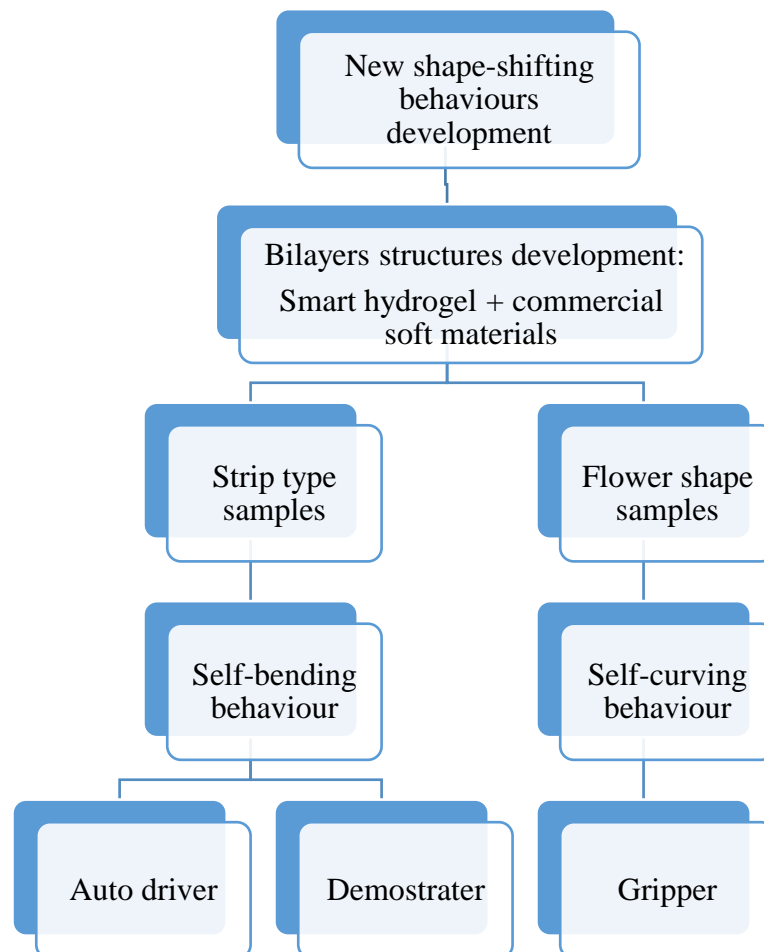 New shape-shifting
behaviours
development
Bilayers structures development:
Smart hydrogel + commercial
soft materials
Strip type
samples
Flower shape
samples
Self-bending
behaviour
Self-curving
behaviour
Auto driver
Demostrater
Gripper